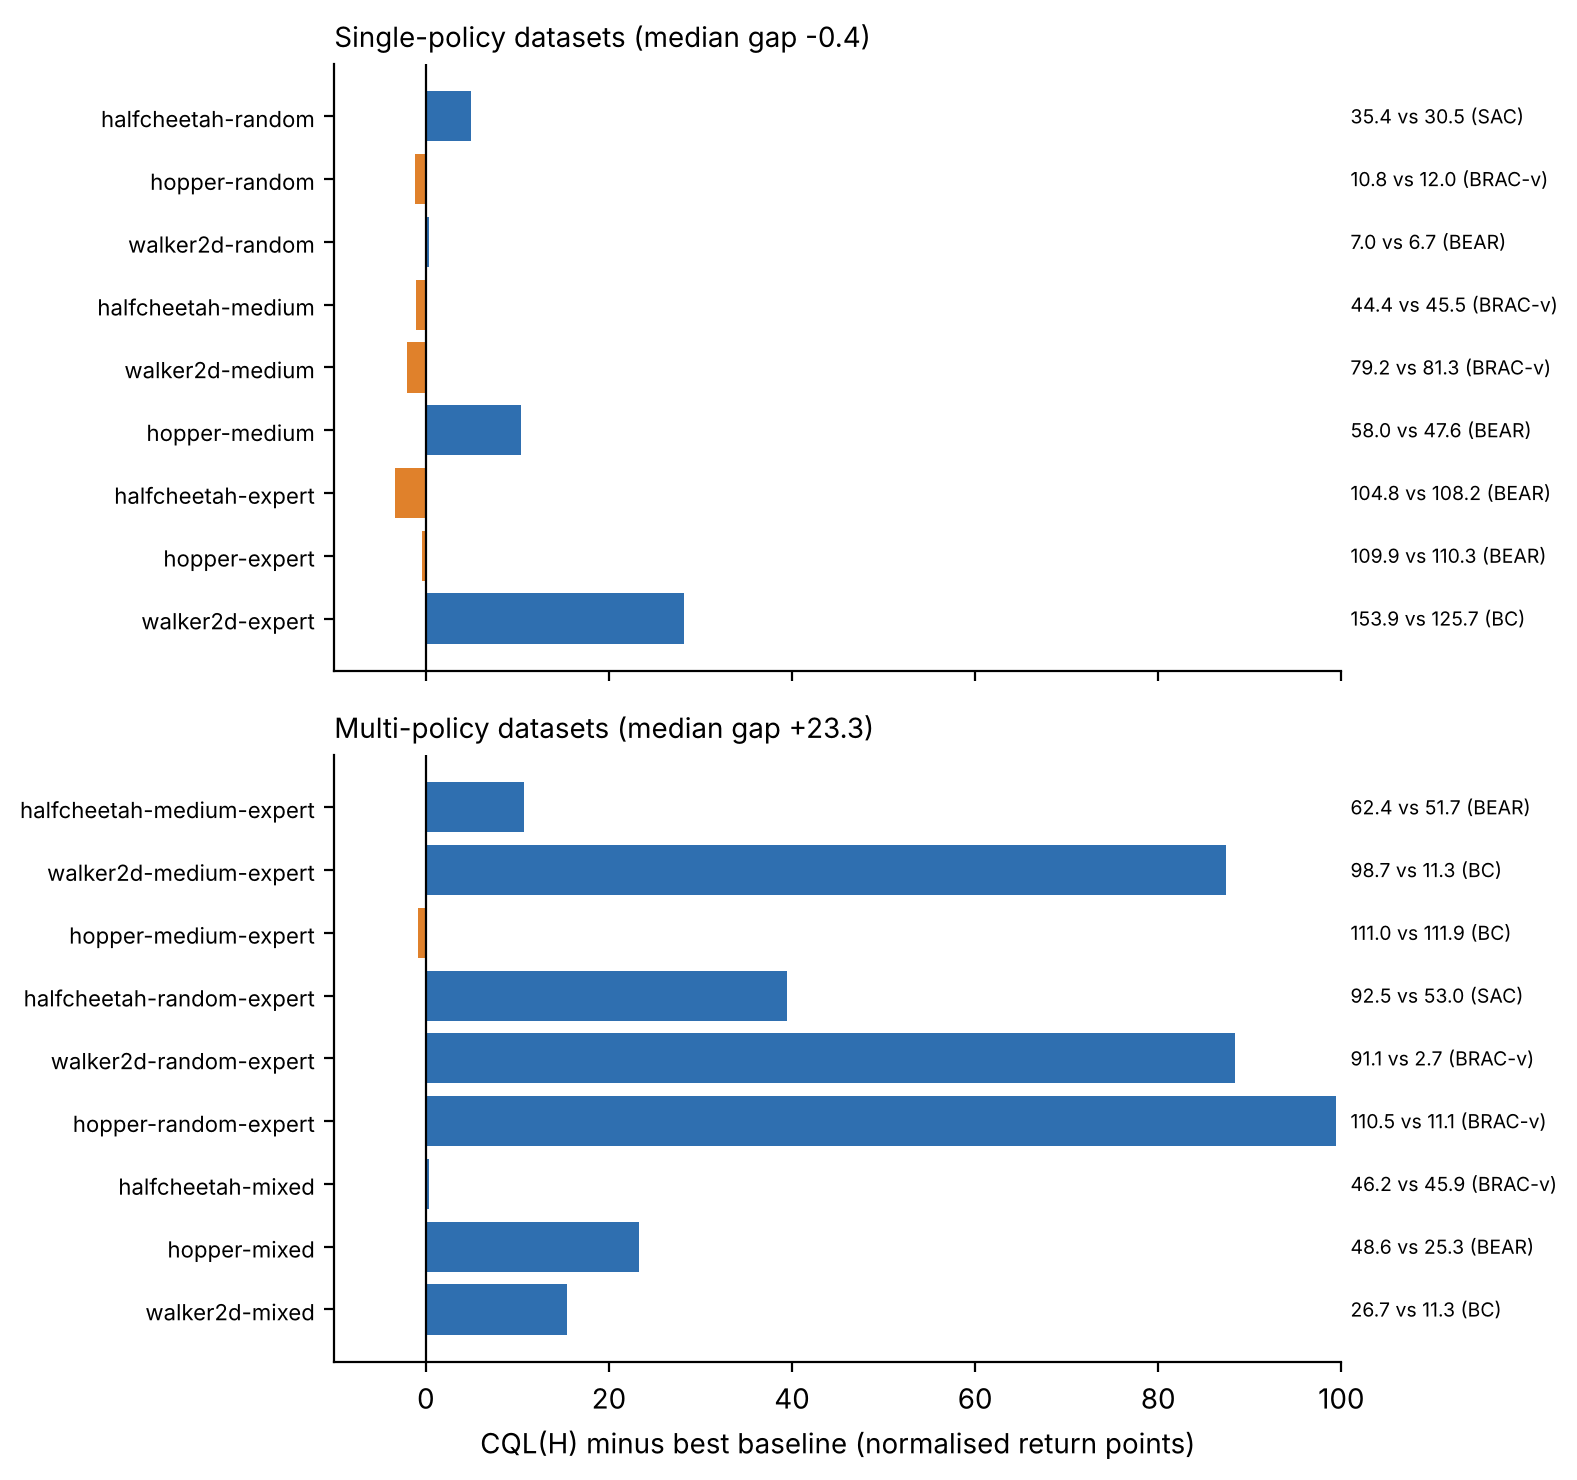 Single-policy datasets (median gap -0.4)
halfcheetah-random 35.4 vs 30.5 (SAC)
hopper-random 10.8 vs 12.0 (BRAC-v)
walker2d-random 7.0 vs 6.7 (BEAR)
halfcheetah-medium 44.4 vs 45.5 (BRAC-v)
walker2d-medium 79.2 vs 81.3 (BRAC-v)
hopper-medium 58.0 vs 47.6 (BEAR)
halfcheetah-expert 104.8 vs 108.2 (BEAR)
hopper-expert 109.9 vs 110.3 (BEAR)
walker2d-expert 153.9 vs 125.7 (BC)
Multi-policy datasets (median gap +23.3)
halfcheetah-medium-expert 62.4 vs 51.7 (BEAR)
walker2d-medium-expert 98.7 vs 11.3 (BC)
hopper-medium-expert 111.0 vs 111.9 (BC)
halfcheetah-random-expert 92.5 vs 53.0 (SAC)
walker2d-random-expert 91.1 vs 2.7 (BRAC-v)
hopper-random-expert 110.5 vs 11.1 (BRAC-v)
halfcheetah-mixed 46.2 vs 45.9 (BRAC-v)
hopper-mixed 48.6 vs 25.3 (BEAR)
walker2d-mixed 26.7 vs 11.3 (BC)
0 20 40 60 80 100
CQL(H) minus best baseline (normalised return points)